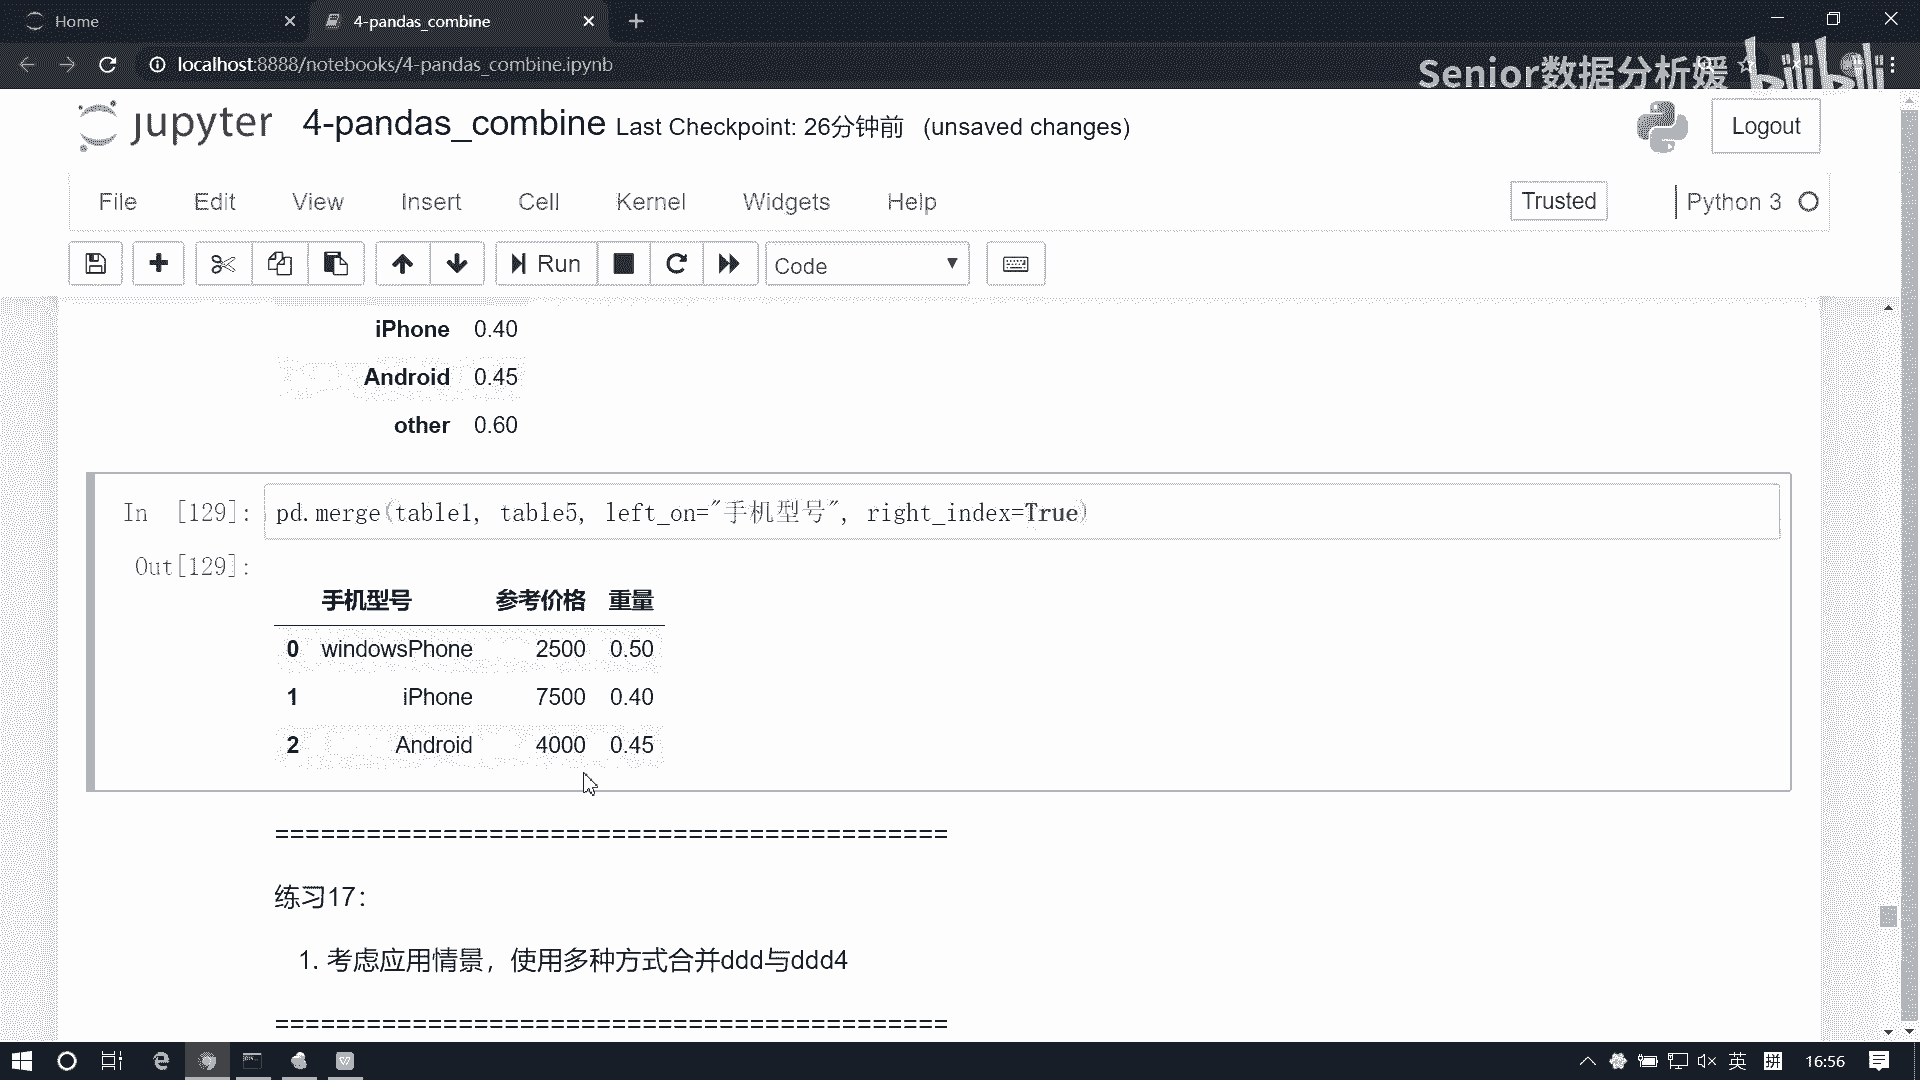 Home
4-pandas_combine
localhost:8888/notebooks/4-pandas_combine.ipynb
Senior数据分析媛
bilibili
jupyter 4-pandas_combine Last Checkpoint: 26分钟前 (unsaved changes)
Logout
File Edit View Insert Cell Kernel Widgets Help
Trusted
Python 3
Run
Code
iPhone 0.40
Android 0.45
other 0.60
In [129]: pd.merge(table1, table5, left_on="手机型号", right_index=True)
Out[129]:
手机型号 参考价格 重量
0 windowsPhone 2500 0.50
1 iPhone 7500 0.40
2 Android 4000 0.45
============================================
练习17：
1. 考虑应用情景，使用多种方式合并ddd与ddd4
============================================
英 拼 16:56